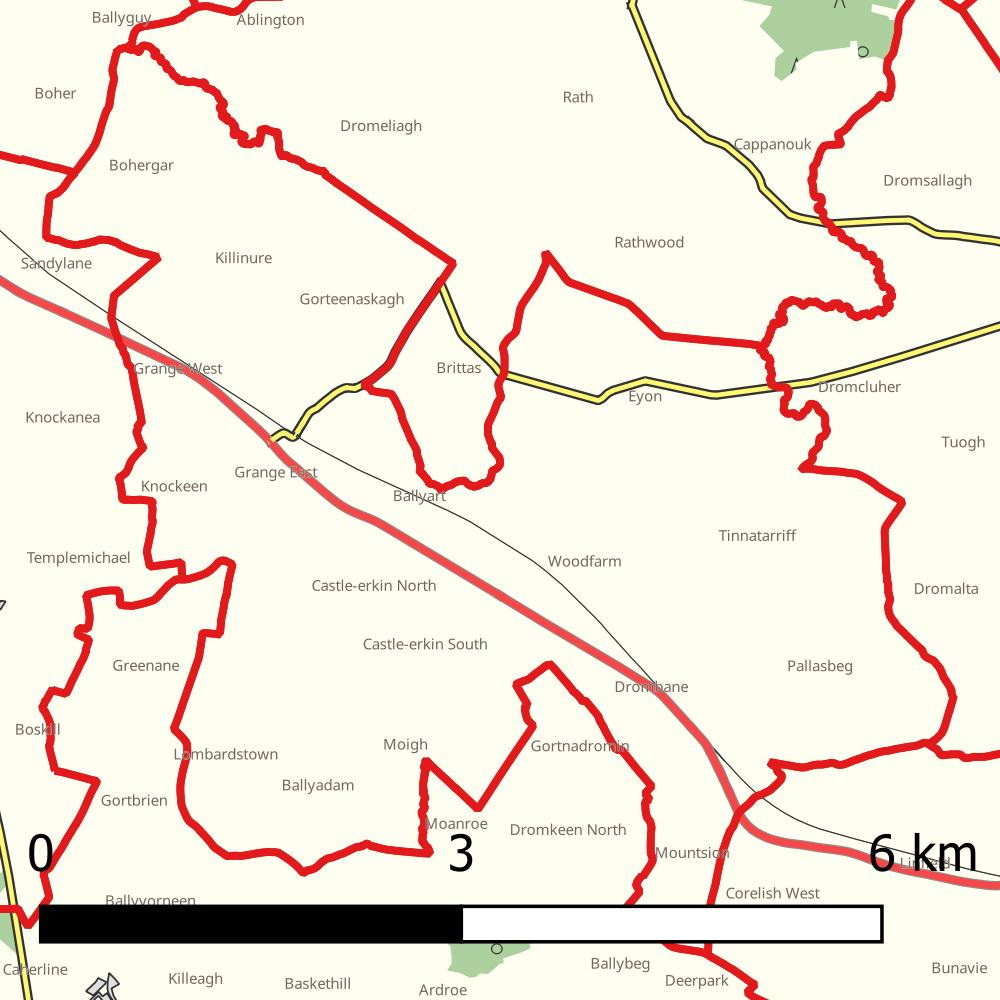 Ballyguy
Ablington
Boher
Rath
Dromeliagh
Cappanouk
Bohergar
Dromsallagh
Rathwood
Killinure
Sandylane
Gorteenaskagh
Grange West
Brittas
Dromcluher
Eyon
Knockanea
Tuogh
Grange East
Knockeen
Ballyart
Tinnatarriff
Templemichael
Woodfarm
Castle-erkin North
Dromalta
Castle-erkin South
Greenane
Pallasbeg
Drombane
Boskill
Moigh
Gortnadromin
Lombardstown
Ballyadam
Gortbrien
Moanroe
Dromkeen North
0
3
6 km
Mountsion
Linfield
Corelish West
Ballyvorneen
Caherline
Killeagh
Baskethill
Ardroe
Ballybeg
Deerpark
Bunavie